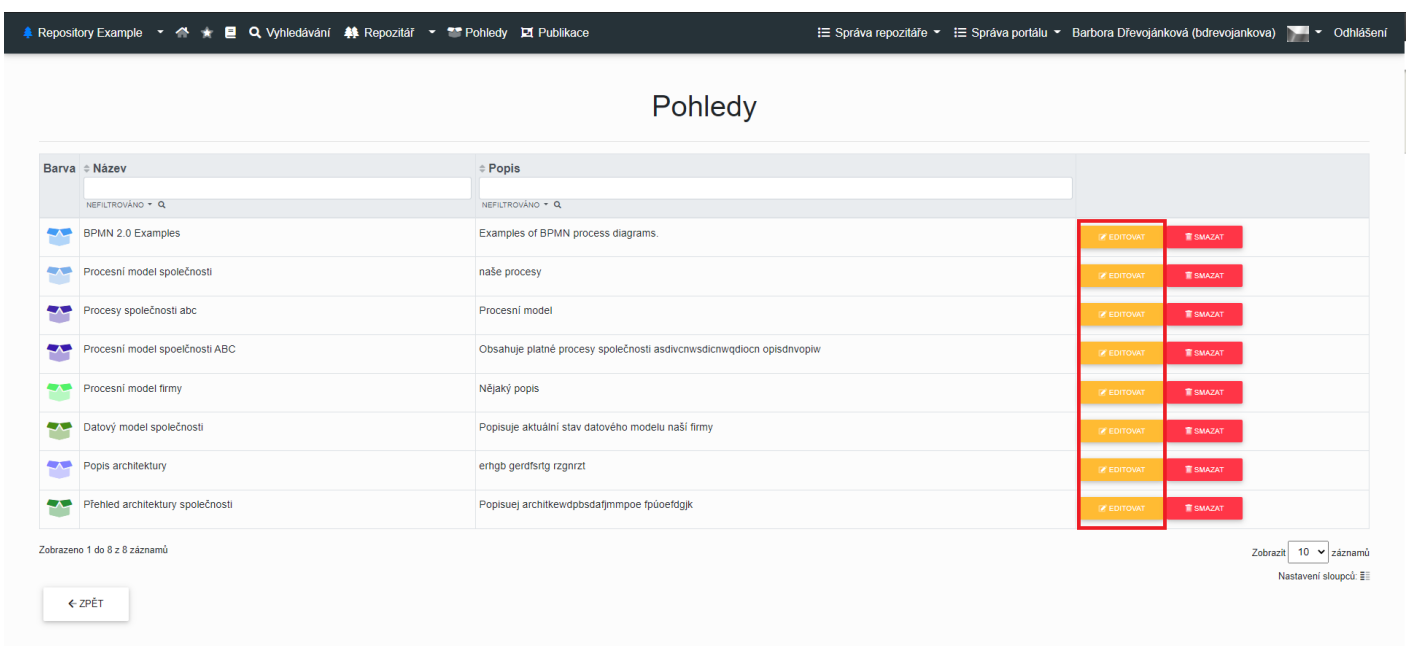 Repository Example Vyhledávání Repozitář Pohledy Publikace Správa repozitáře Správa portálu Barbora Dřevojánková (bdrevojankova) Odhlášení
Pohledy
Barva Název Popis
NEFILTROVÁNO NEFILTROVÁNO
BPMN 2.0 Examples Examples of BPMN process diagrams. EDITOVAT SMAZAT
Procesní model společnosti naše procesy EDITOVAT SMAZAT
Procesy společnosti abc Procesní model EDITOVAT SMAZAT
Procesní model spoelčnosti ABC Obsahuje platné procesy společnosti asdivcnwsdicnwqdiocn opisdnvopiw EDITOVAT SMAZAT
Procesní model firmy Nějaký popis EDITOVAT SMAZAT
Datový model společnosti Popisuje aktuální stav datového modelu naší firmy EDITOVAT SMAZAT
Popis architektury erhgb gerdfsrtg rzgnrzt EDITOVAT SMAZAT
Přehled architektury společnosti Popisuej architkewdpbsdafjmmpoe fpúoefdgjk EDITOVAT SMAZAT
Zobrazeno 1 do 8 z 8 záznamů Zobrazit 10 záznamů
Nastavení sloupců:
ZPĚT